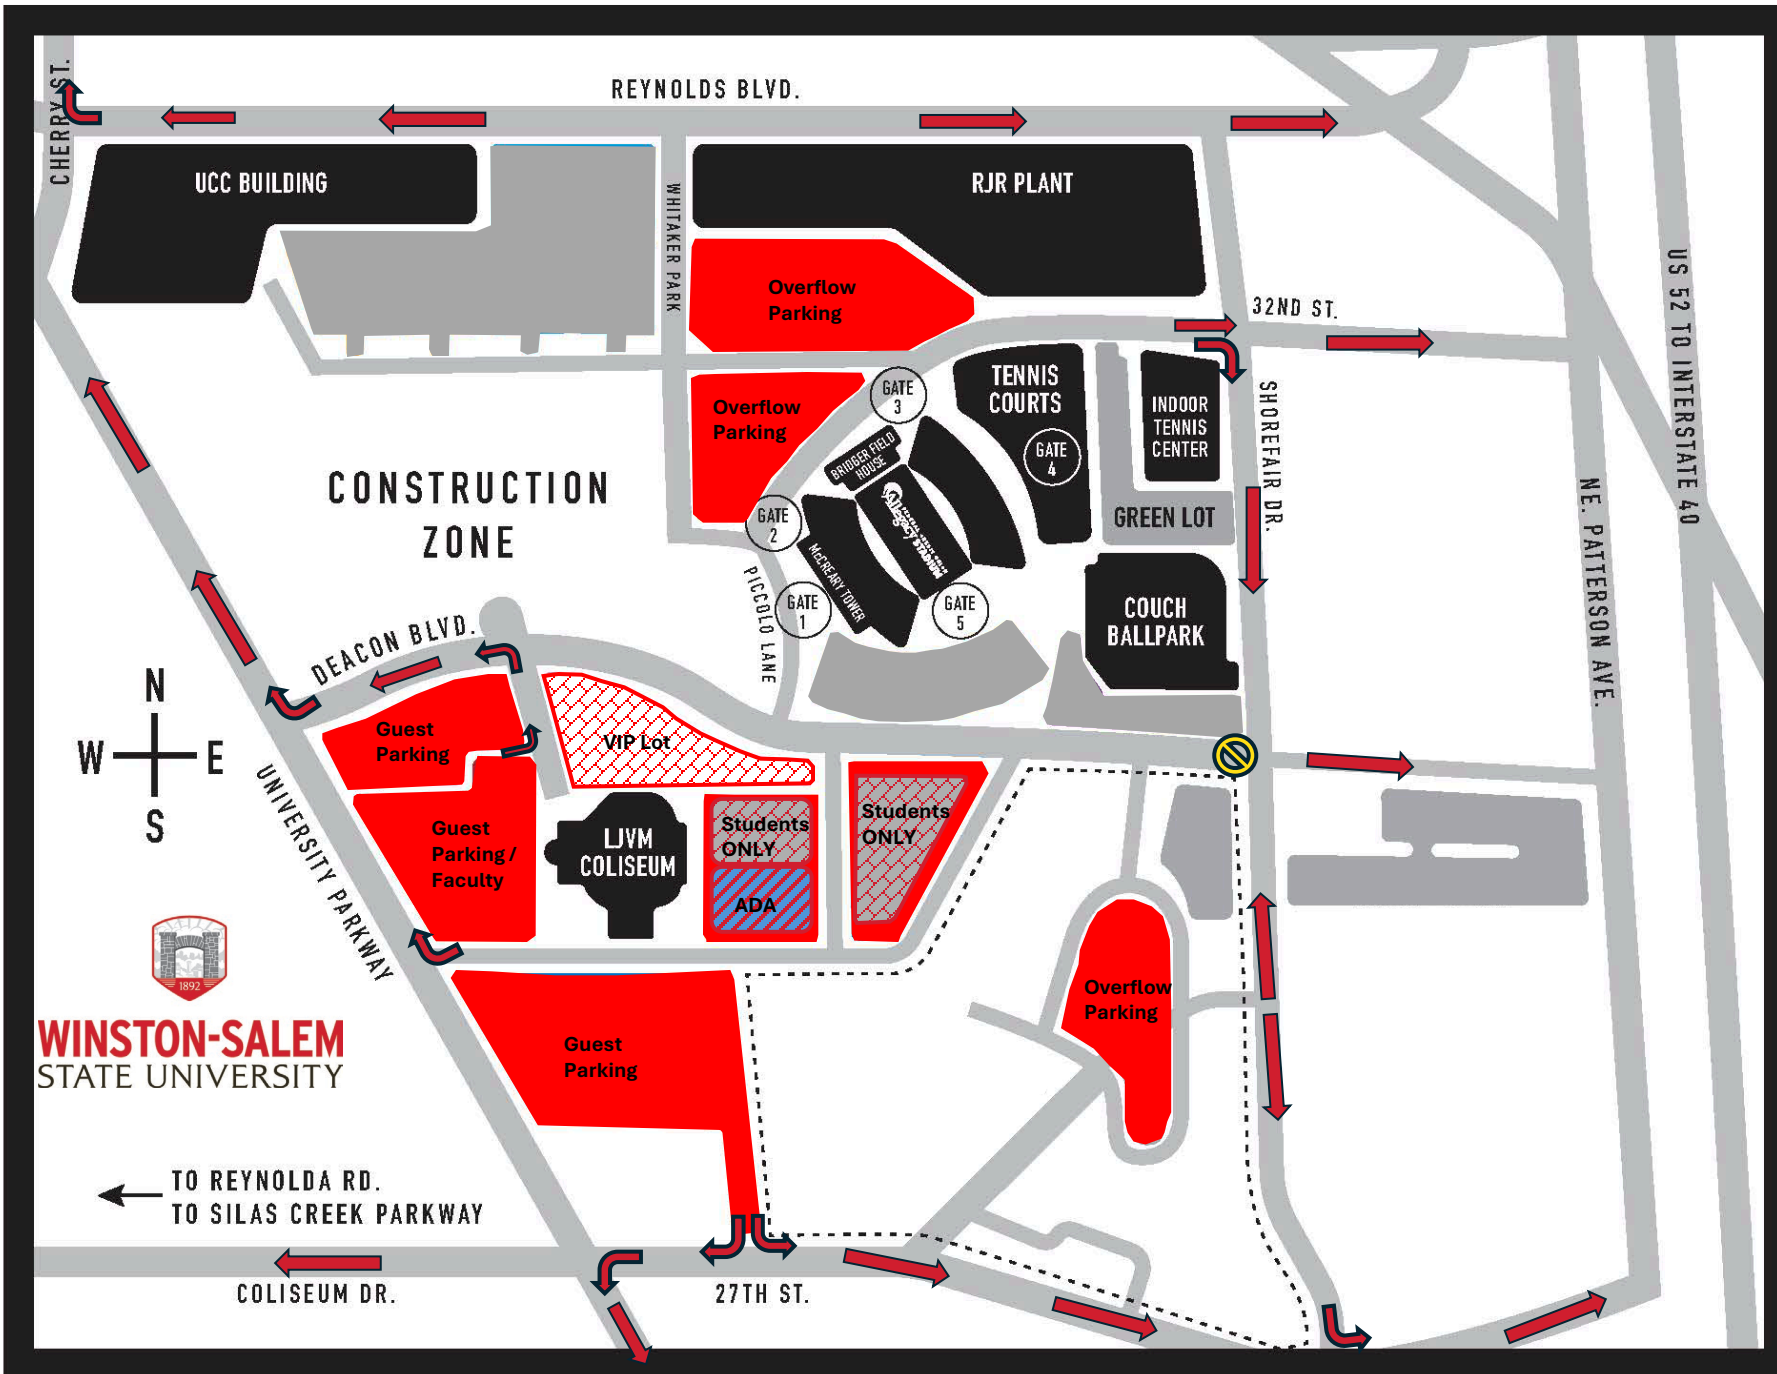 REYNOLDS BLVD.
CHERRY ST.
UCC BUILDING
RJR PLANT
WHITAKER PARK
Overflow
Parking
32ND ST.
US 52 TO INTERSTATE 40
TENNIS
COURTS
GATE
3
GATE
4
INDOOR
TENNIS
CENTER
SHOREFAIR DR.
Overflow
Parking
BRIDGER FIELD
HOUSE
CONSTRUCTION
ZONE
GATE
2
Allegacy STADIUM
GREEN LOT
NE. PATTERSON AVE.
McCREARY TOWER
PICCOLO LANE
GATE
1
GATE
5
COUCH
BALLPARK
DEACON BLVD.
N
W E
S
Guest
Parking
VIP Lot
UNIVERSITY PARKWAY
Guest
Parking /
Faculty
LJVM
COLISEUM
Students
ONLY
ADA
Students
ONLY
1892
WINSTON-SALEM
STATE UNIVERSITY
Overflow
Parking
Guest
Parking
TO REYNOLDA RD.
TO SILAS CREEK PARKWAY
COLISEUM DR.
27TH ST.